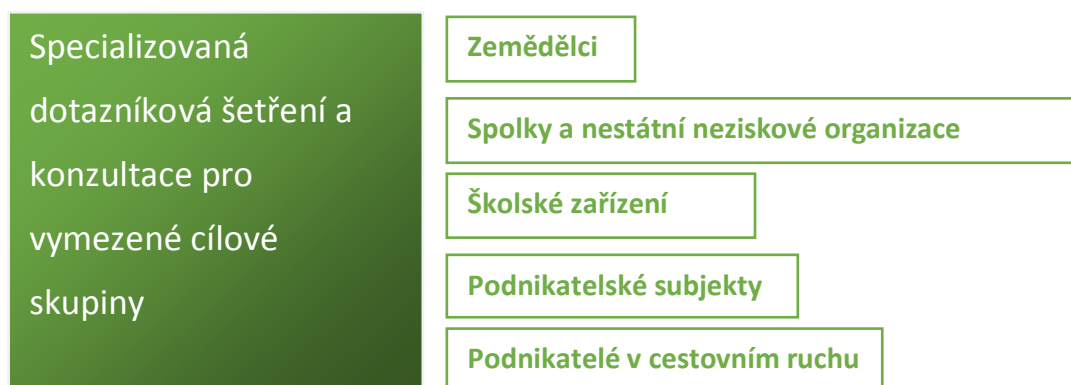 Specializovaná
dotazníková šetření a
konzultace pro
vymezené cílové
skupiny
Zemědělci
Spolky a nestátní neziskové organizace
Školské zařízení
Podnikatelské subjekty
Podnikatelé v cestovním ruchu